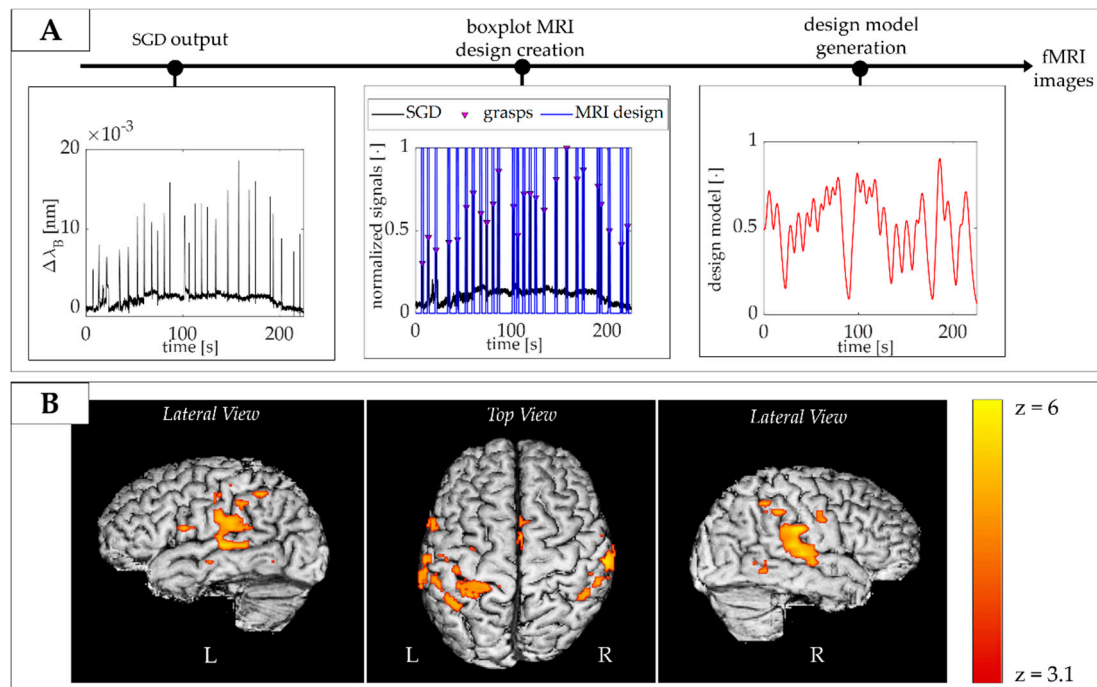 A
SGD output
boxplot MRI
design creation
design model
generation
fMRI
images
×10⁻³
20
10
0
Δλ_B [nm]
0
100
200
time [s]
SGD
grasps
MRI design
1
0.5
0
normalized signals [·]
0
100
200
time [s]
1
0.5
0
design model [·]
0
100
200
time [s]
B
Lateral View
Top View
Lateral View
L
L
R
R
z = 6
z = 3.1